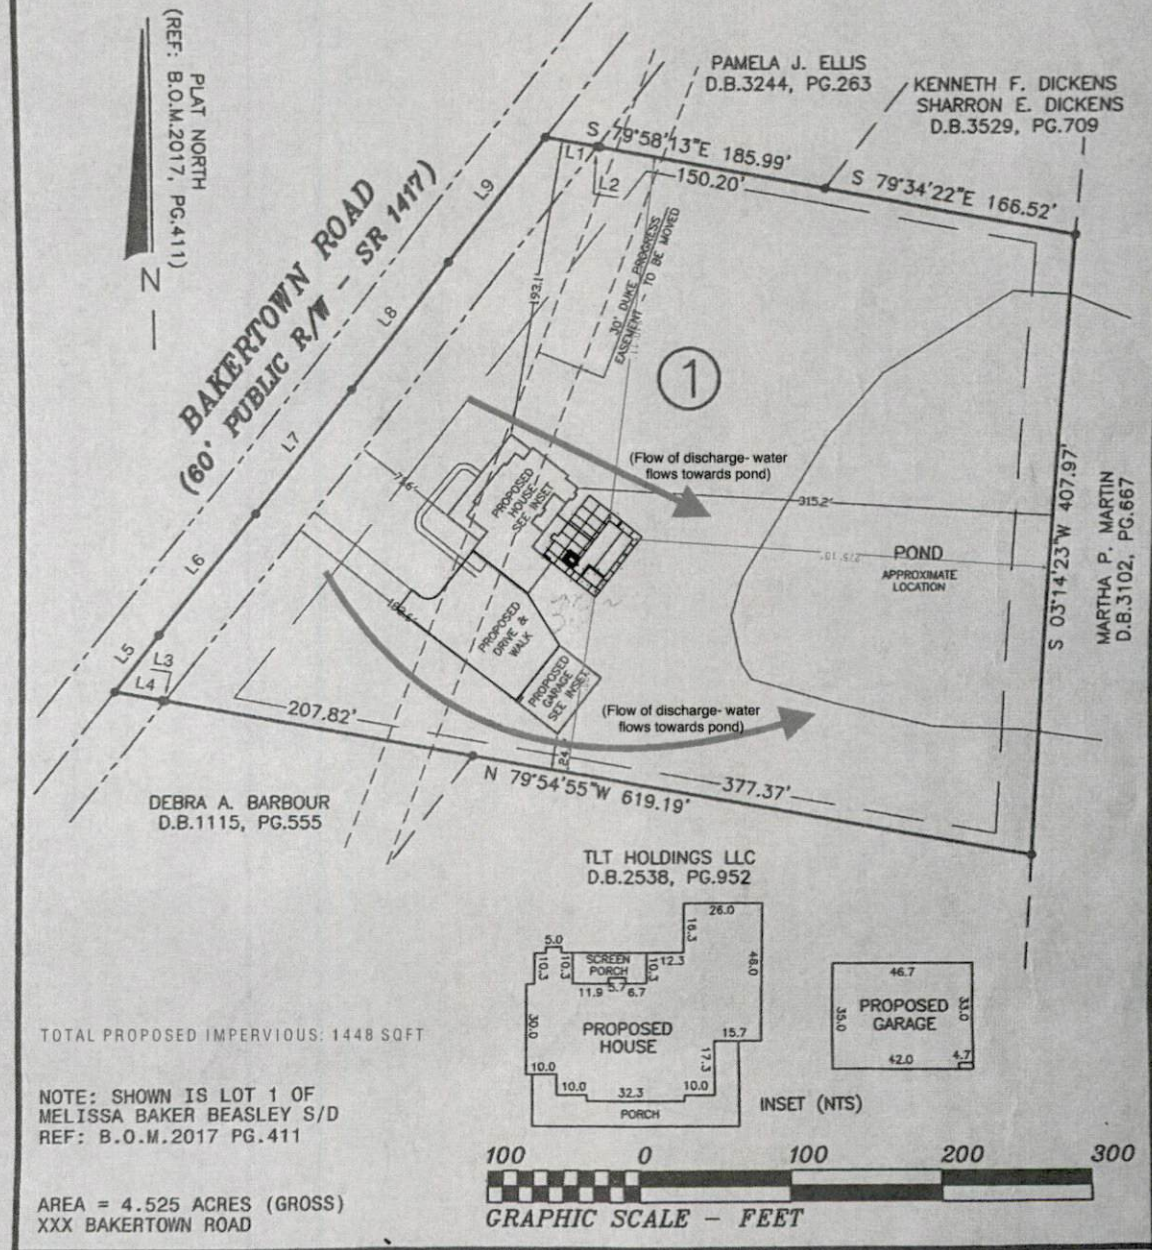 PLAT NORTH
(REF: B.O.M.2017, PG.411)
N
PAMELA J. ELLIS
D.B.3244, PG.263
KENNETH F. DICKENS
SHARRON E. DICKENS
D.B.3529, PG.709
BAKERTOWN ROAD
(60' PUBLIC R/W - SR 1417)
S 79°58'13"E 185.99'
L1
L2
150.20'
S 79°34'22"E 166.52'
L9
L8
L7
L6
L5
L3
L4
193.1'
30' DUKE PROGRESS
EASEMENT - TO BE MOVED
1
(Flow of discharge- water
flows towards pond)
315.2'
POND
APPROXIMATE
LOCATION
S 03°14'23"W 407.97'
MARTHA P. MARTIN
D.B.3102, PG.667
PROPOSED
HOUSE
SEE INSET
PROPOSED
DRIVE &
WALK
PROPOSED
GARAGE
SEE INSET
(Flow of discharge- water
flows towards pond)
207.82'
N 79°54'55"W 619.19'
377.37'
DEBRA A. BARBOUR
D.B.1115, PG.555
TLT HOLDINGS LLC
D.B.2538, PG.952
26.0
16.3
5.0
10.3
10.3
SCREEN
PORCH
10.3
12.3
11.9
5.7
6.7
30.0
PROPOSED
HOUSE
15.7
17.3
10.0
10.0
32.3
10.0
PORCH
46.7
35.0
PROPOSED
GARAGE
33.0
42.0
4.7
INSET (NTS)
TOTAL PROPOSED IMPERVIOUS: 1448 SQFT
NOTE: SHOWN IS LOT 1 OF
MELISSA BAKER BEASLEY S/D
REF: B.O.M.2017 PG.411
AREA = 4.525 ACRES (GROSS)
XXX BAKERTOWN ROAD
100 0 100 200 300
GRAPHIC SCALE - FEET